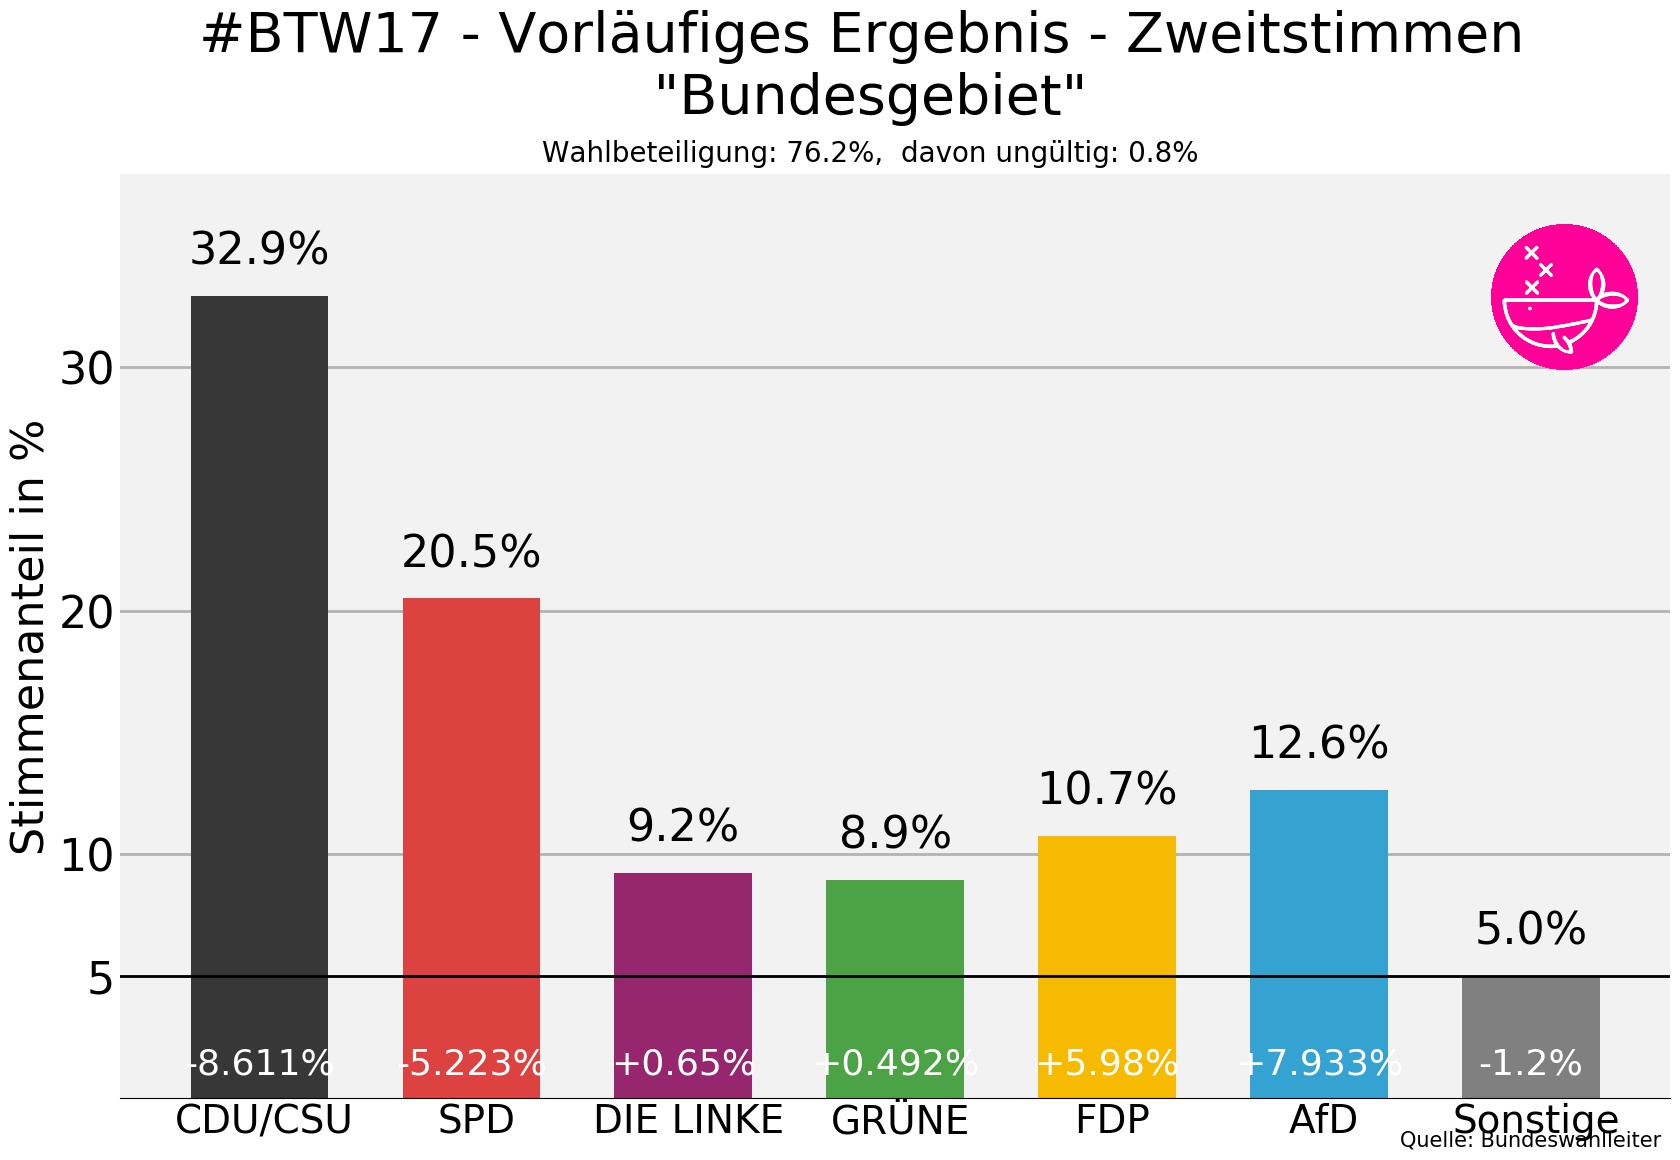 #BTW17 - Vorläufiges Ergebnis - Zweitstimmen
"Bundesgebiet"
Wahlbeteiligung: 76.2%,  davon ungültig: 0.8%
Stimmenanteil in %
30
20
10
5
32.9%
20.5%
9.2%
8.9%
10.7%
12.6%
5.0%
-8.611%
-5.223%
+0.65%
+0.492%
+5.98%
+7.933%
-1.2%
CDU/CSU
SPD
DIE LINKE
GRÜNE
FDP
AfD
Sonstige
Quelle: Bundeswahlleiter